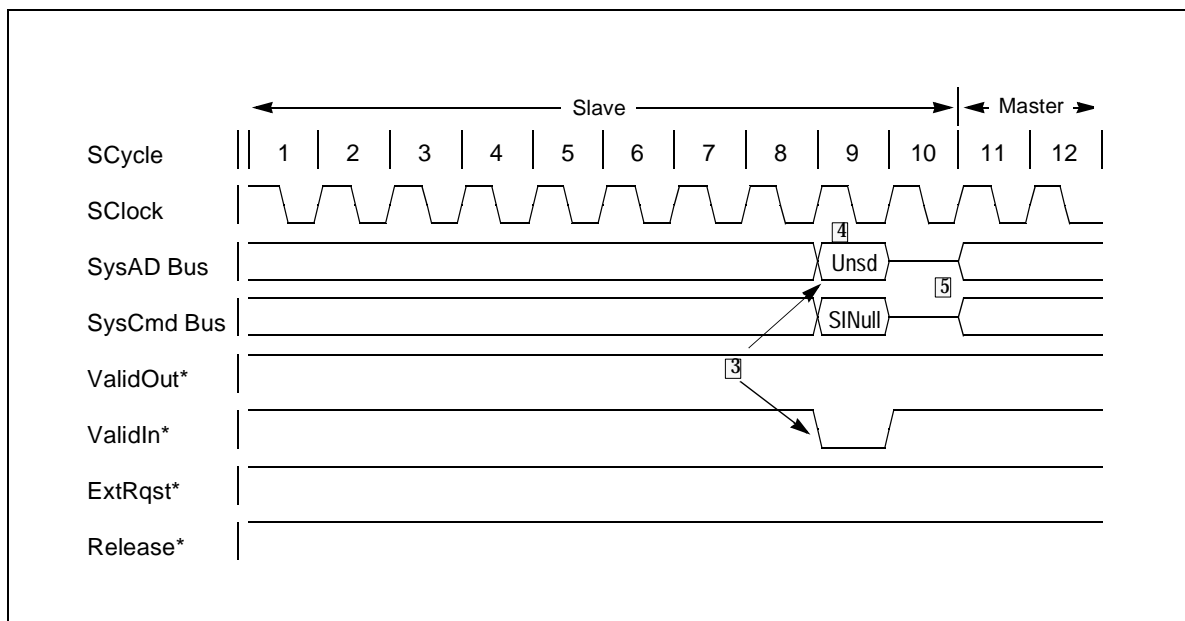 Slave Master
SCycle 1 2 3 4 5 6 7 8 9 10 11 12
SClock
4
SysAD Bus Unsd
5
SysCmd Bus SINull
3
ValidOut*
ValidIn*
ExtRqst*
Release*